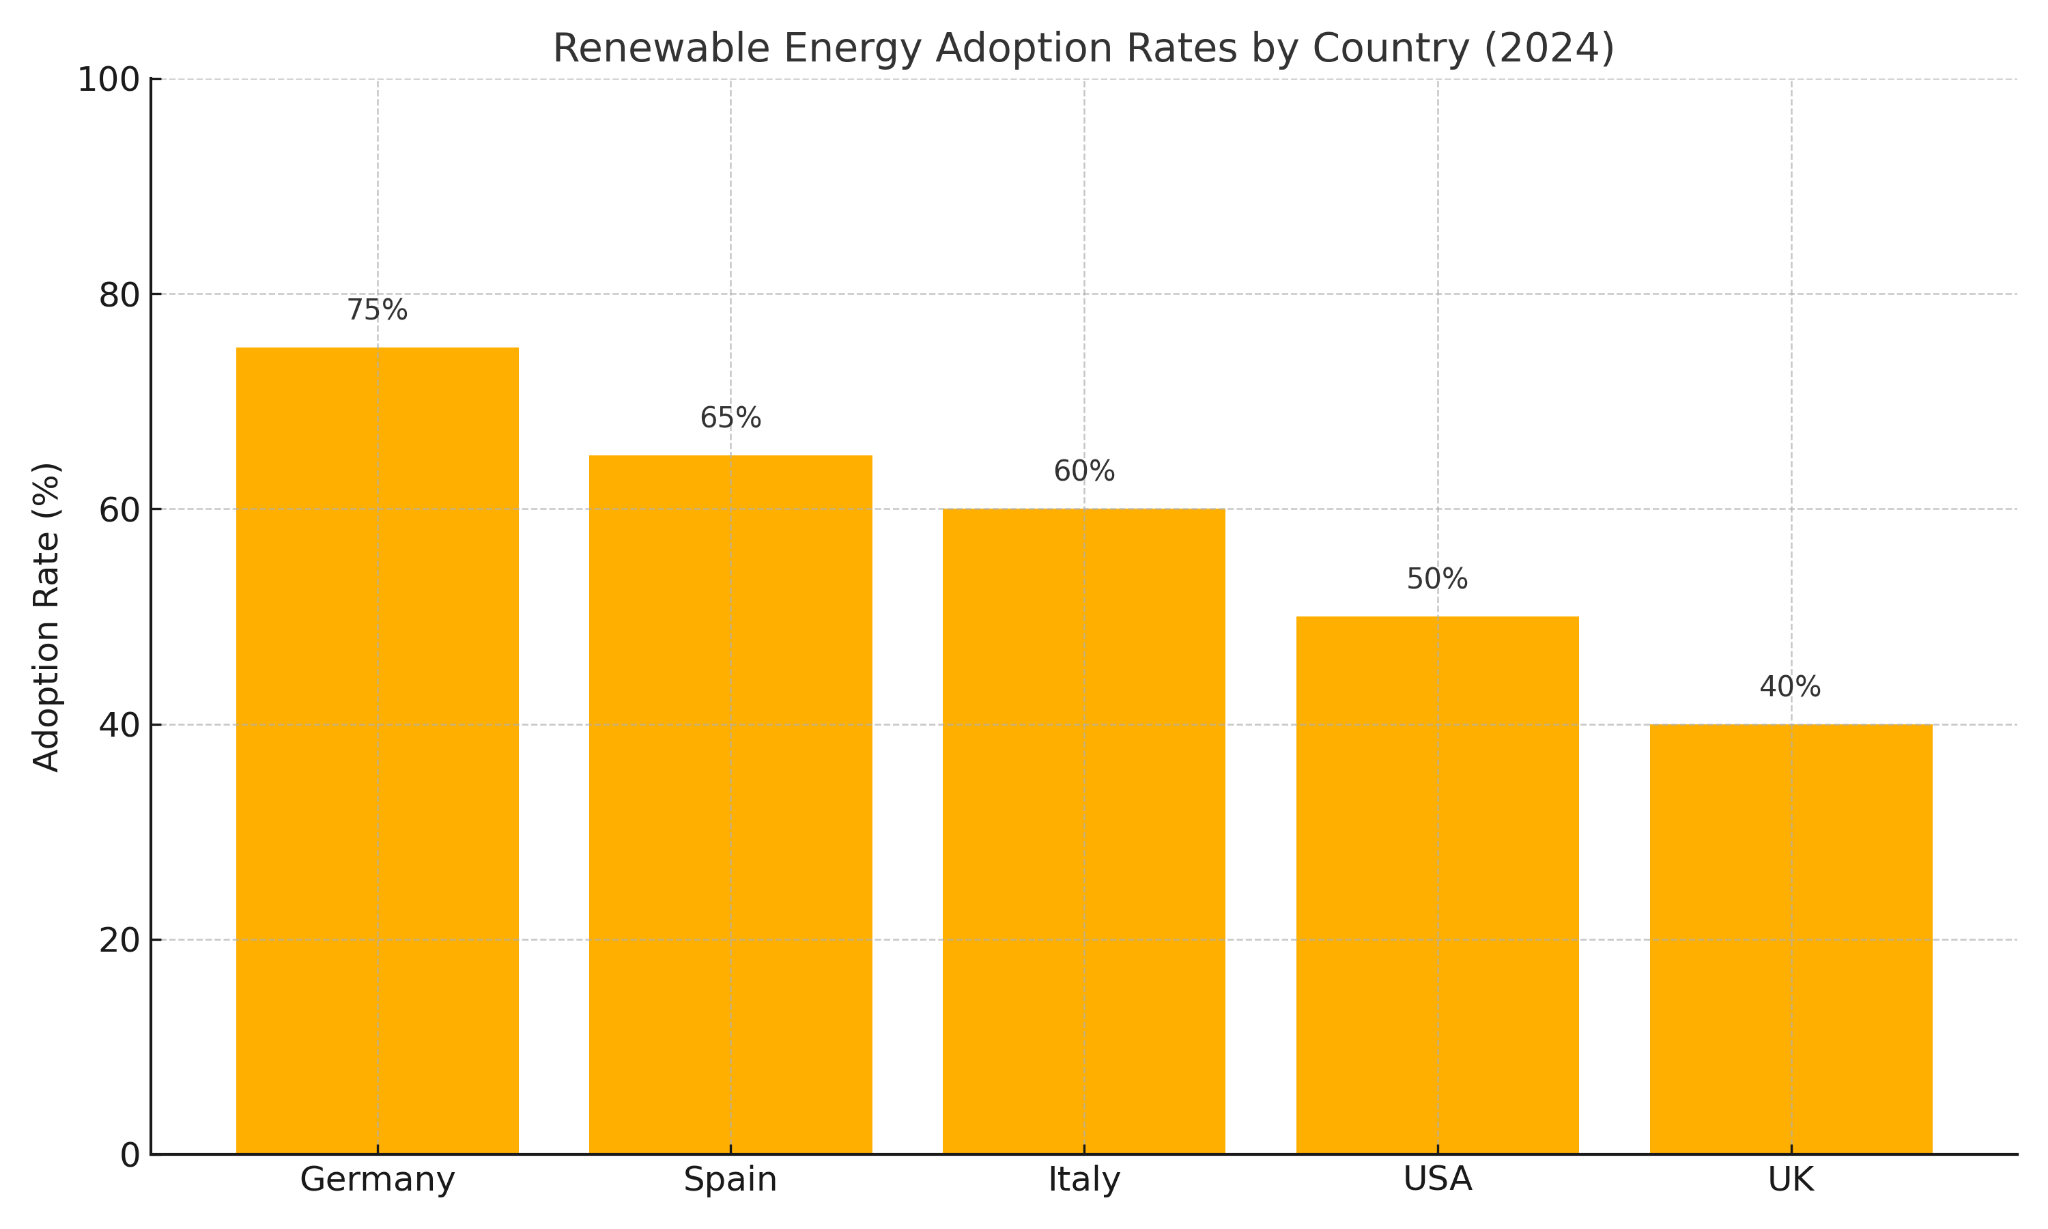 Renewable Energy Adoption Rates by Country (2024)
Adoption Rate (%)
100
80
60
40
20
0
75%
65%
60%
50%
40%
Germany
Spain
Italy
USA
UK